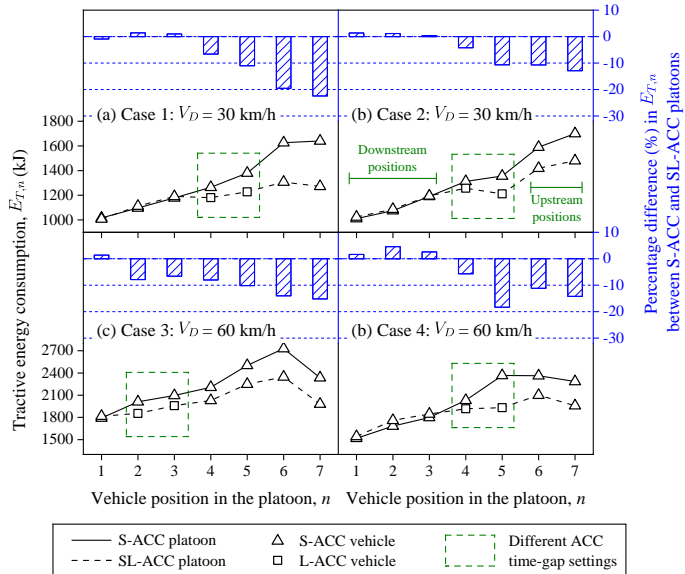 (a) Case 1: V_D = 30 km/h
(b) Case 2: V_D = 30 km/h
1800
1600
1400
1200
1000
Downstream
positions
Upstream
positions
10
0
-10
-20
-30
(c) Case 3: V_D = 60 km/h
(b) Case 4: V_D = 60 km/h
2700
2400
2100
1800
1500
10
0
-10
-20
-30
1 2 3 4 5 6 7
1 2 3 4 5 6 7
Vehicle position in the platoon, n
Vehicle position in the platoon, n
Tractive energy consumption, E_{T,n}
(kJ)
Percentage difference (%) in E_{T,n}
between S-ACC and SL-ACC platoons
S-ACC platoon
SL-ACC platoon
S-ACC vehicle
L-ACC vehicle
Different ACC
time-gap settings